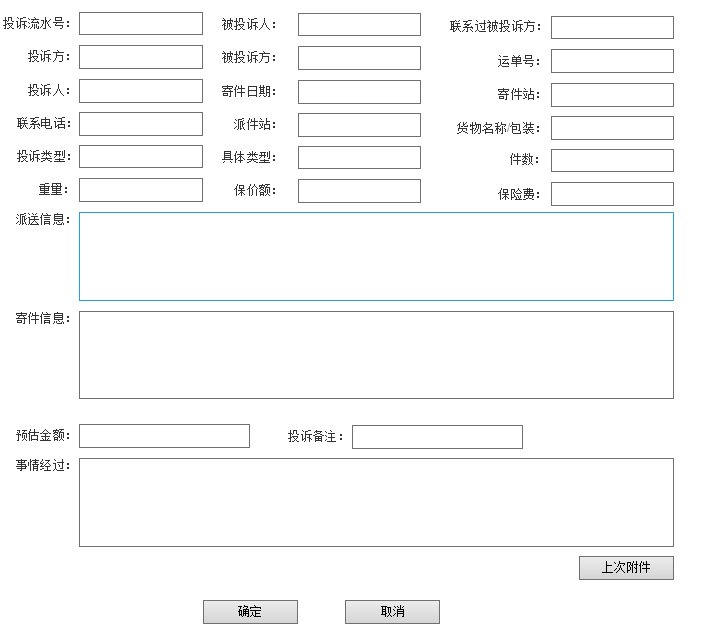 投诉流水号： 被投诉人： 联系过被投诉方：
投诉方： 被投诉方： 运单号：
投诉人： 寄件日期： 寄件站：
联系电话： 派件站： 货物名称/包装：
投诉类型： 具体类型： 件数：
重量： 保价额： 保险费：
派送信息：
寄件信息：
预估金额： 投诉备注：
事情经过：
上次附件
确定 取消